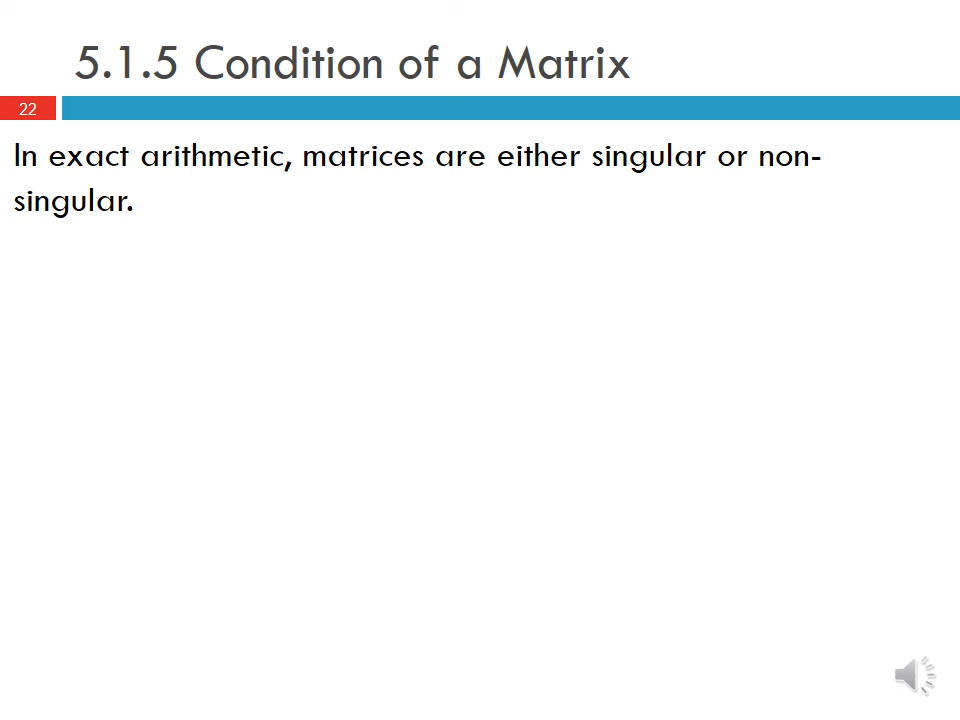 5.1.5 Condition of a Matrix
22
In exact arithmetic, matrices are either singular or non-
singular.